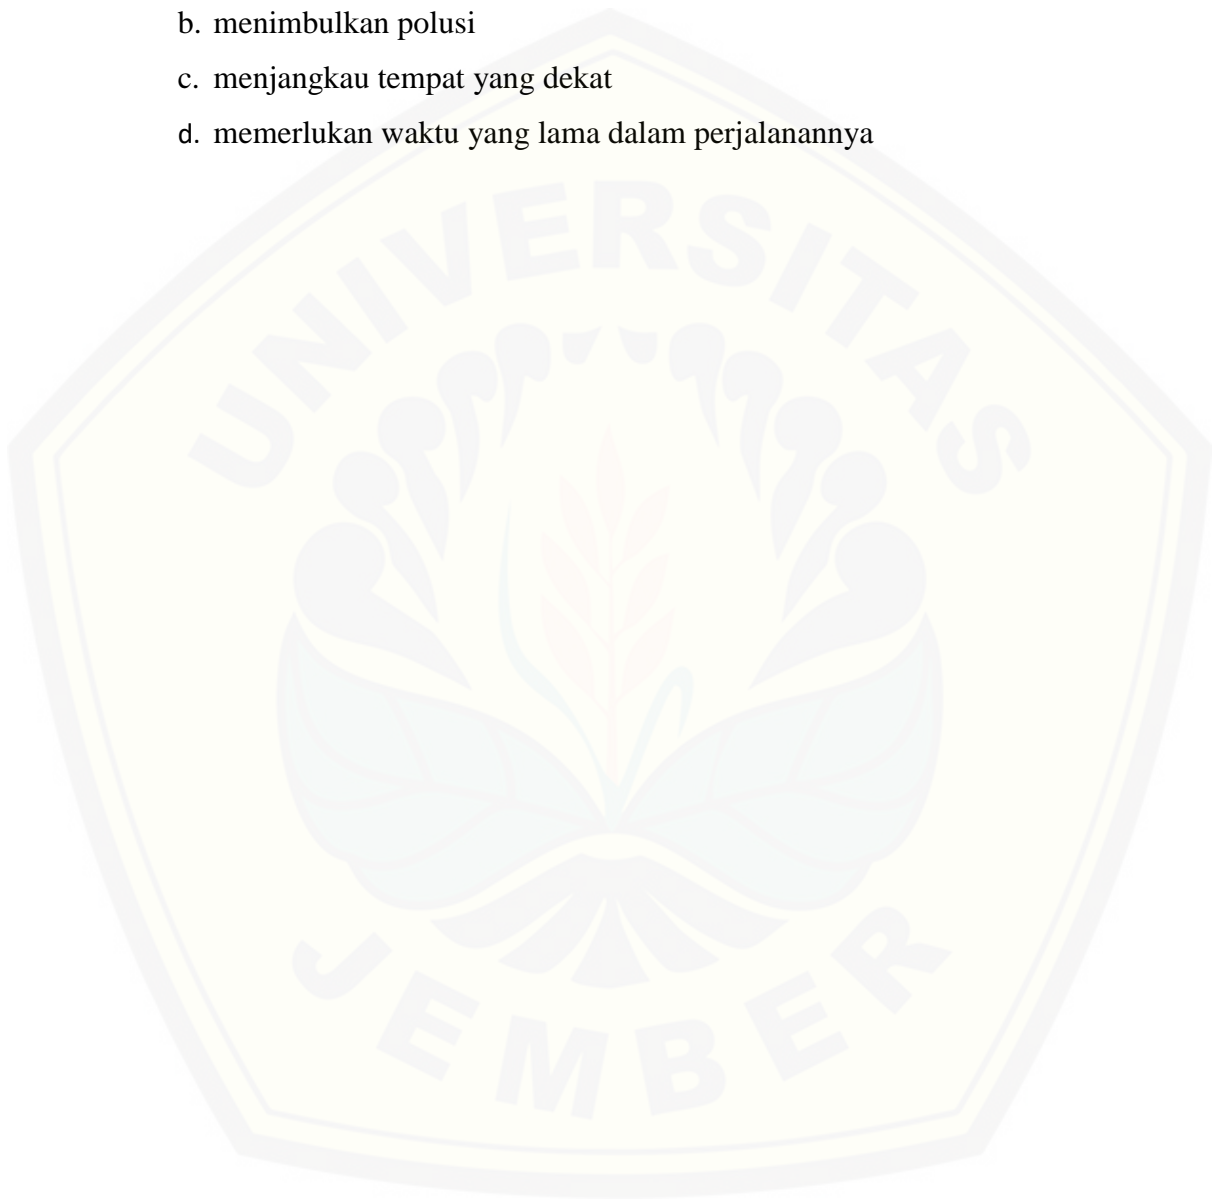 b. menimbulkan polusi
c. menjangkau tempat yang dekat
d. memerlukan waktu yang lama dalam perjalanannya
UNIVERSITAS
JEMBER